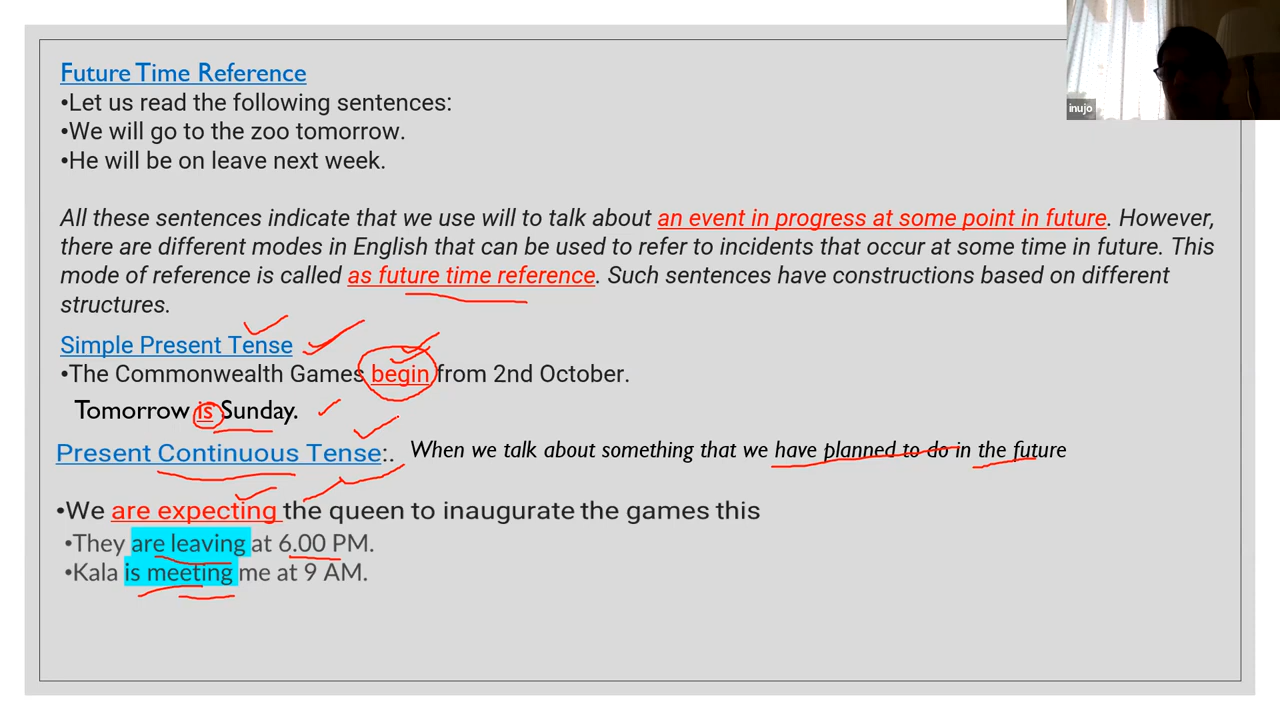 Future Time Reference
•Let us read the following sentences:
•We will go to the zoo tomorrow.
•He will be on leave next week.
All these sentences indicate that we use will to talk about an event in progress at some point in future. However,
there are different modes in English that can be used to refer to incidents that occur at some time in future. This
mode of reference is called as future time reference. Such sentences have constructions based on different
structures.
Simple Present Tense
•The Commonwealth Games begin from 2nd October.
Tomorrow is Sunday.
Present Continuous Tense:. When we talk about something that we have planned to do in the future
•We are expecting the queen to inaugurate the games this
•They are leaving at 6.00 PM.
•Kala is meeting me at 9 AM.
inujo